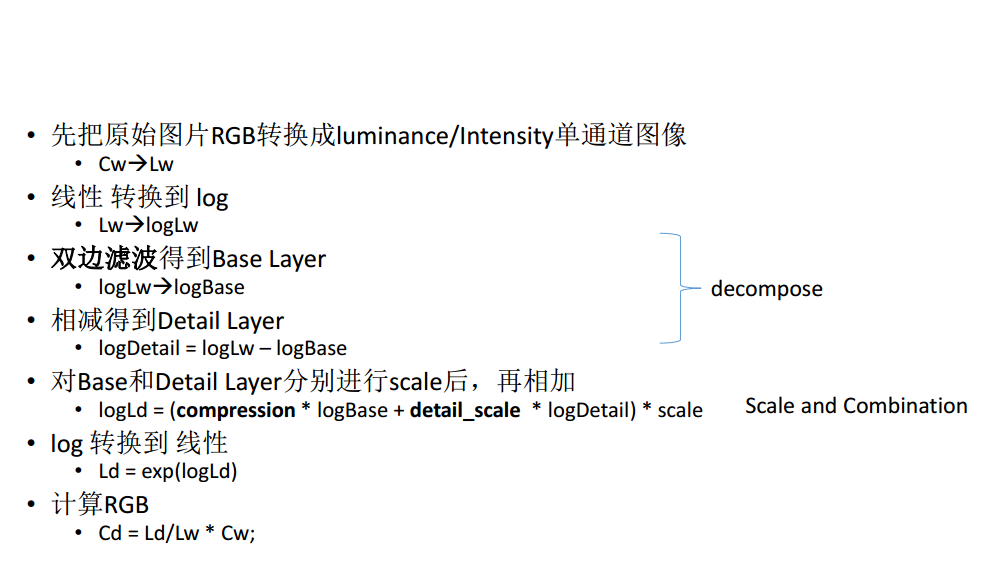 • 先把原始图片RGB转换成luminance/Intensity单通道图像
• Cw→Lw
• 线性 转换到 log
• Lw→logLw
• 双边滤波得到Base Layer
• logLw→logBase
decompose
• 相减得到Detail Layer
• logDetail = logLw – logBase
• 对Base和Detail Layer分别进行scale后，再相加
• logLd = (compression * logBase + detail_scale * logDetail) * scale
Scale and Combination
• log 转换到 线性
• Ld = exp(logLd)
• 计算RGB
• Cd = Ld/Lw * Cw;